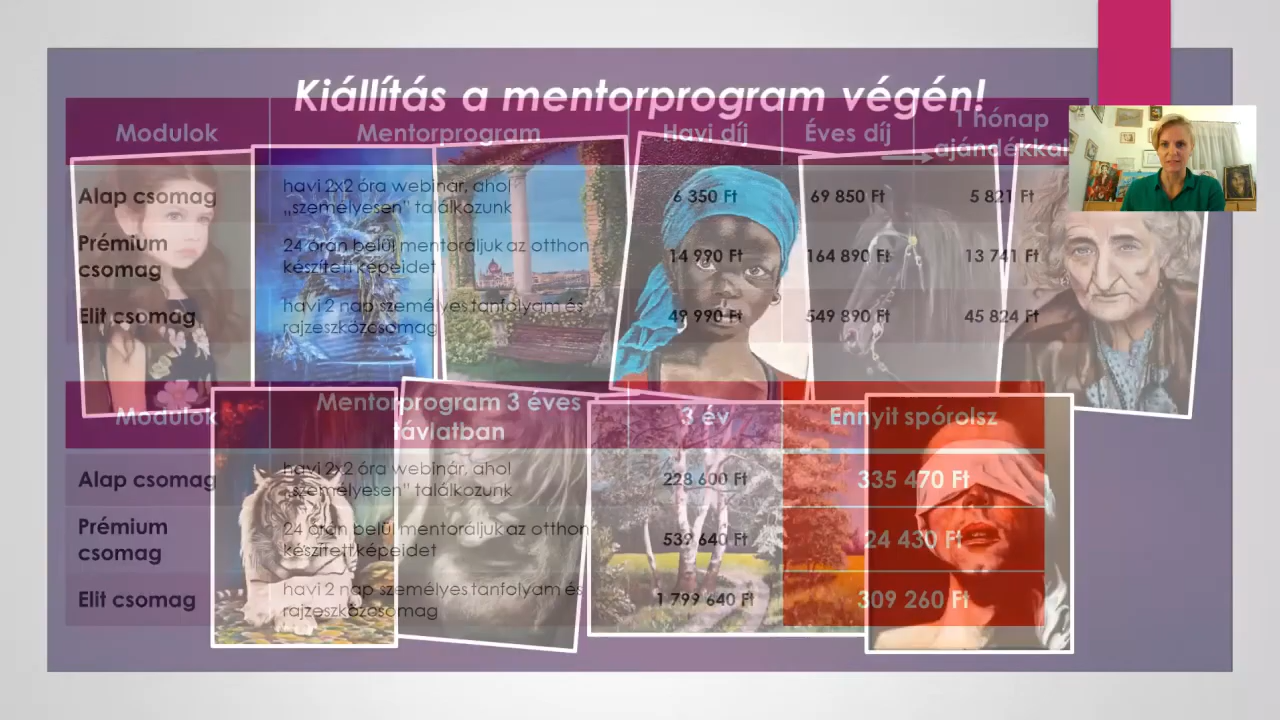 Kiállítás a mentorprogram végén!
Modulok Mentorprogram Havi díj Éves díj 1 hónap ajándékkal
Alap csomag havi 2x2 óra webinár, ahol „személyesen” találkozunk 6 350 Ft 69 850 Ft 5 821 Ft
Prémium csomag 24 órán belül mentoráljuk az otthon készített képeidet 14 990 Ft 164 890 Ft 13 741 Ft
Elit csomag havi 2 nap személyes tanfolyam és rajzeszközcsomag 49 990 Ft 549 890 Ft 45 824 Ft
Modulok Mentorprogram 3 éves távlatban 3 év Ennyit spórolsz
Alap csomag havi 2x2 óra webinár, ahol „személyesen” találkozunk 228 600 Ft 335 470 Ft
Prémium csomag 24 órán belül mentoráljuk az otthon készített képeidet 539 640 Ft 24 430 Ft
Elit csomag havi 2 nap személyes tanfolyam és rajzeszközcsomag 1 799 640 Ft 309 260 Ft